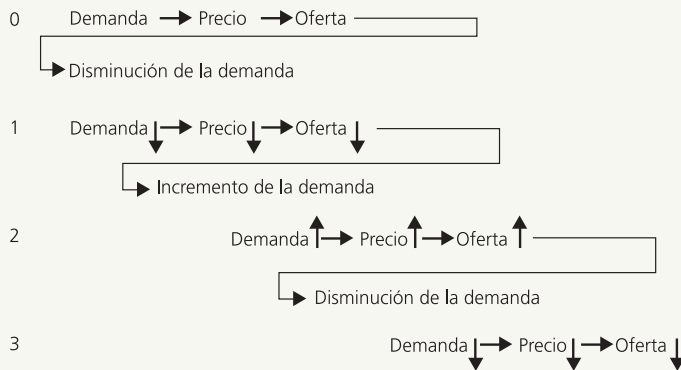 0 Demanda Precio Oferta
Disminución de la demanda
1 Demanda Precio Oferta
Incremento de la demanda
2 Demanda Precio Oferta
Disminución de la demanda
3 Demanda Precio Oferta